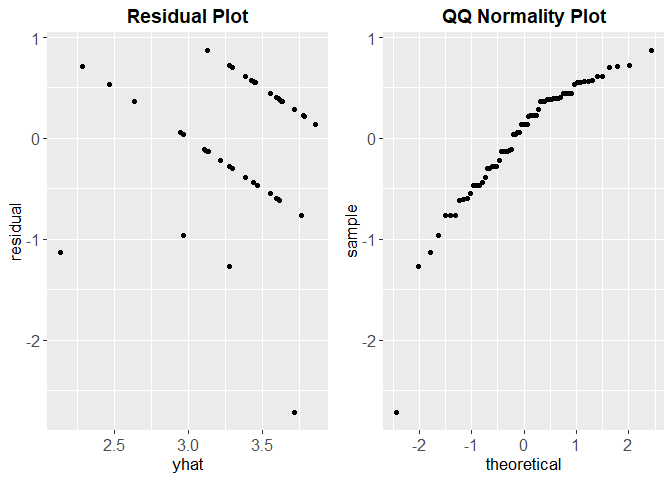 Residual Plot
1
0
-1
-2
residual
2.5 3.0 3.5
yhat
QQ Normality Plot
1
0
-1
-2
sample
-2 -1 0 1 2
theoretical